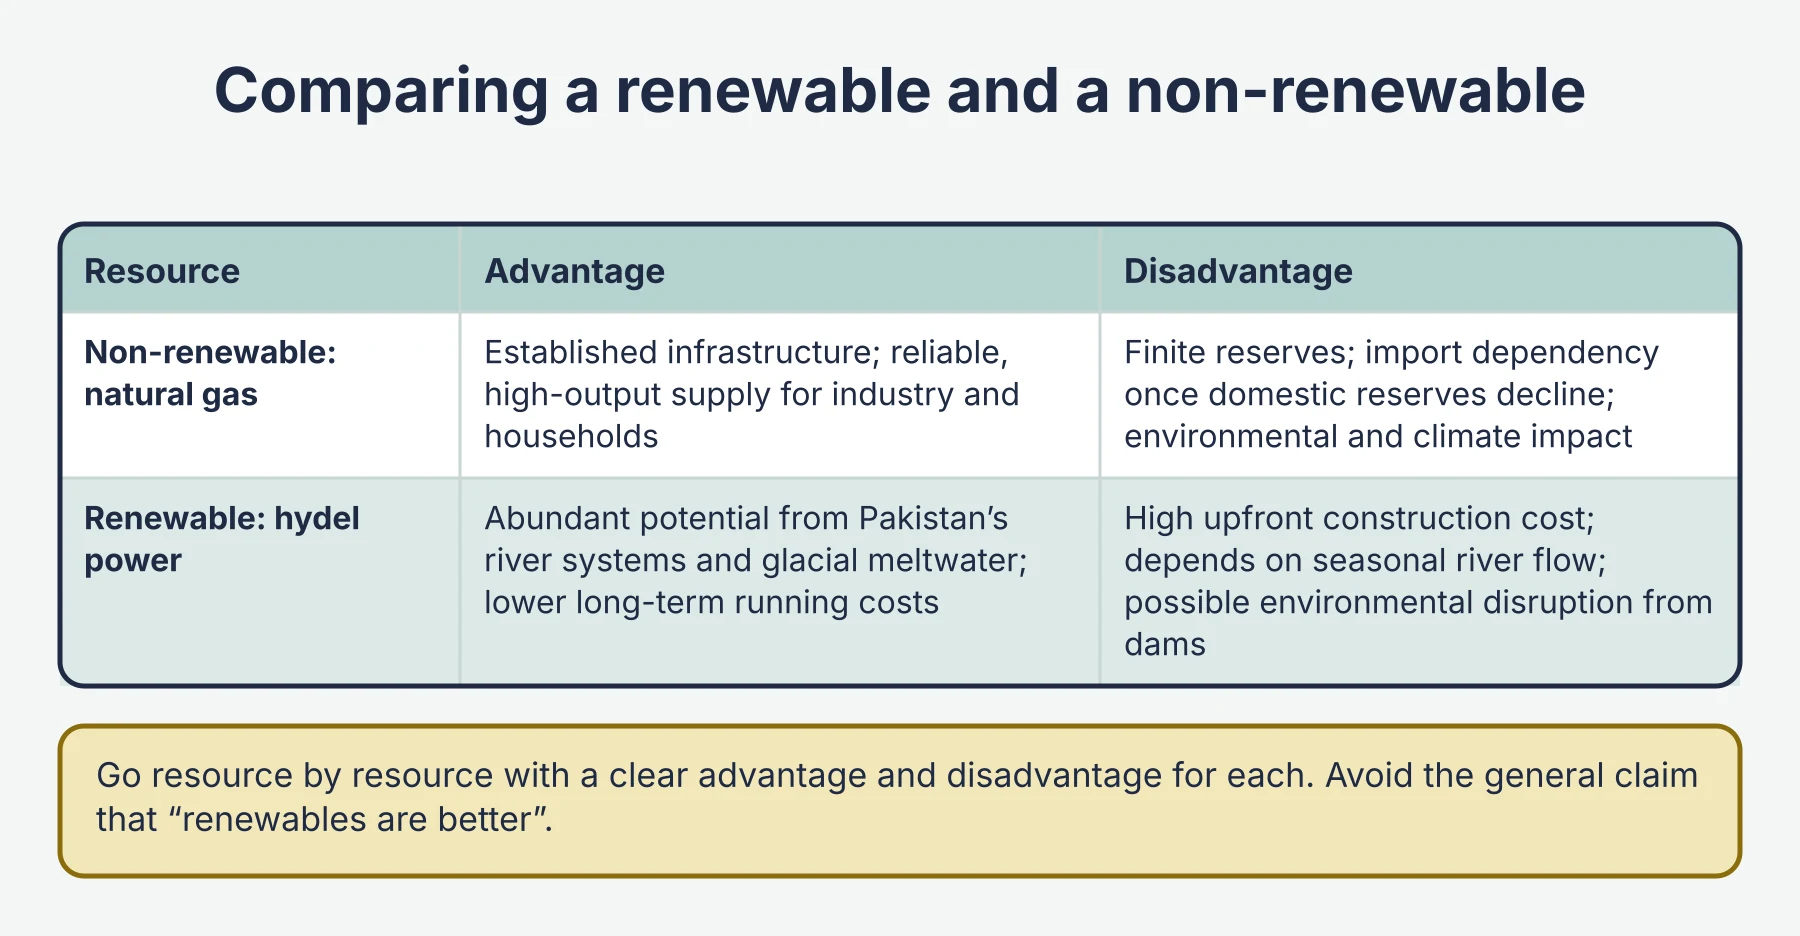 Comparing a renewable and a non-renewable
Resource
Advantage
Disadvantage
Non-renewable:
natural gas
Established infrastructure; reliable,
high-output supply for industry and
households
Finite reserves; import dependency
once domestic reserves decline;
environmental and climate impact
Renewable: hydel
power
Abundant potential from Pakistan’s
river systems and glacial meltwater;
lower long-term running costs
High upfront construction cost;
depends on seasonal river flow;
possible environmental disruption from
dams
Go resource by resource with a clear advantage and disadvantage for each. Avoid the general claim
that “renewables are better”.